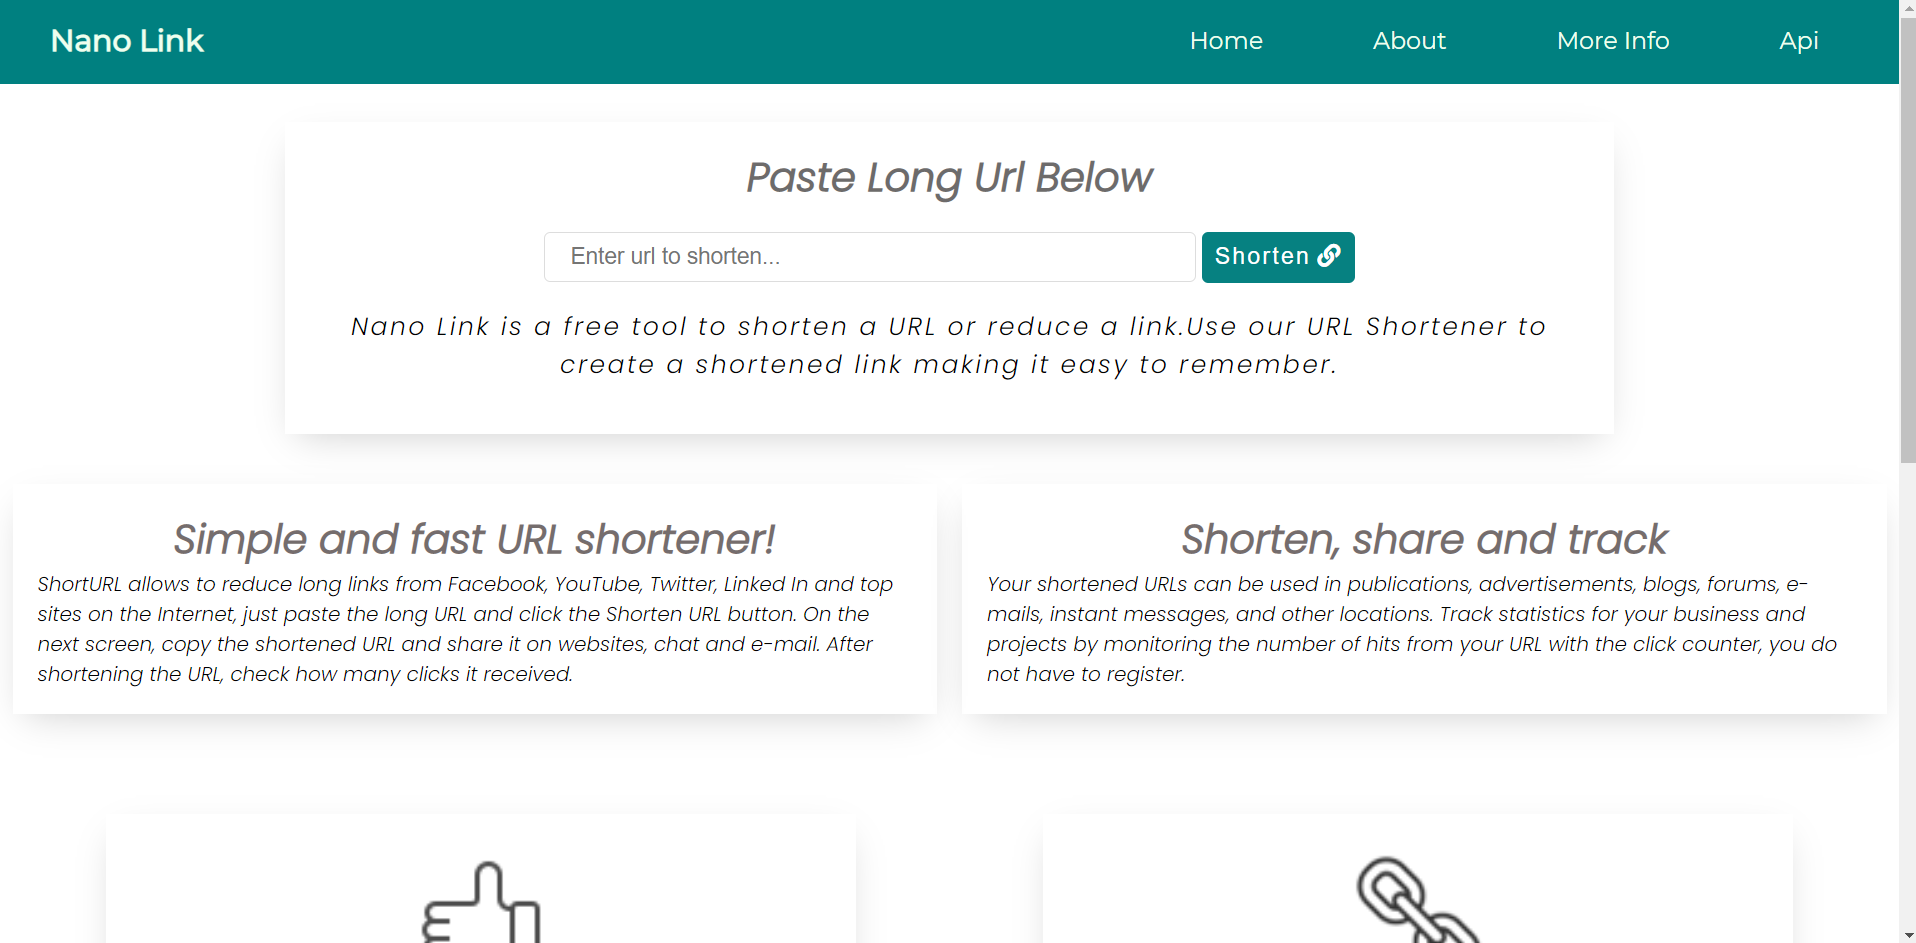 Nano Link
Home
About
More Info
Api
Paste Long Url Below
Enter url to shorten...
Shorten
Nano Link is a free tool to shorten a URL or reduce a link.Use our URL Shortener to
create a shortened link making it easy to remember.
Simple and fast URL shortener!
ShortURL allows to reduce long links from Facebook, YouTube, Twitter, Linked In and top
sites on the Internet, just paste the long URL and click the Shorten URL button. On the
next screen, copy the shortened URL and share it on websites, chat and e-mail. After
shortening the URL, check how many clicks it received.
Shorten, share and track
Your shortened URLs can be used in publications, advertisements, blogs, forums, e-
mails, instant messages, and other locations. Track statistics for your business and
projects by monitoring the number of hits from your URL with the click counter, you do
not have to register.